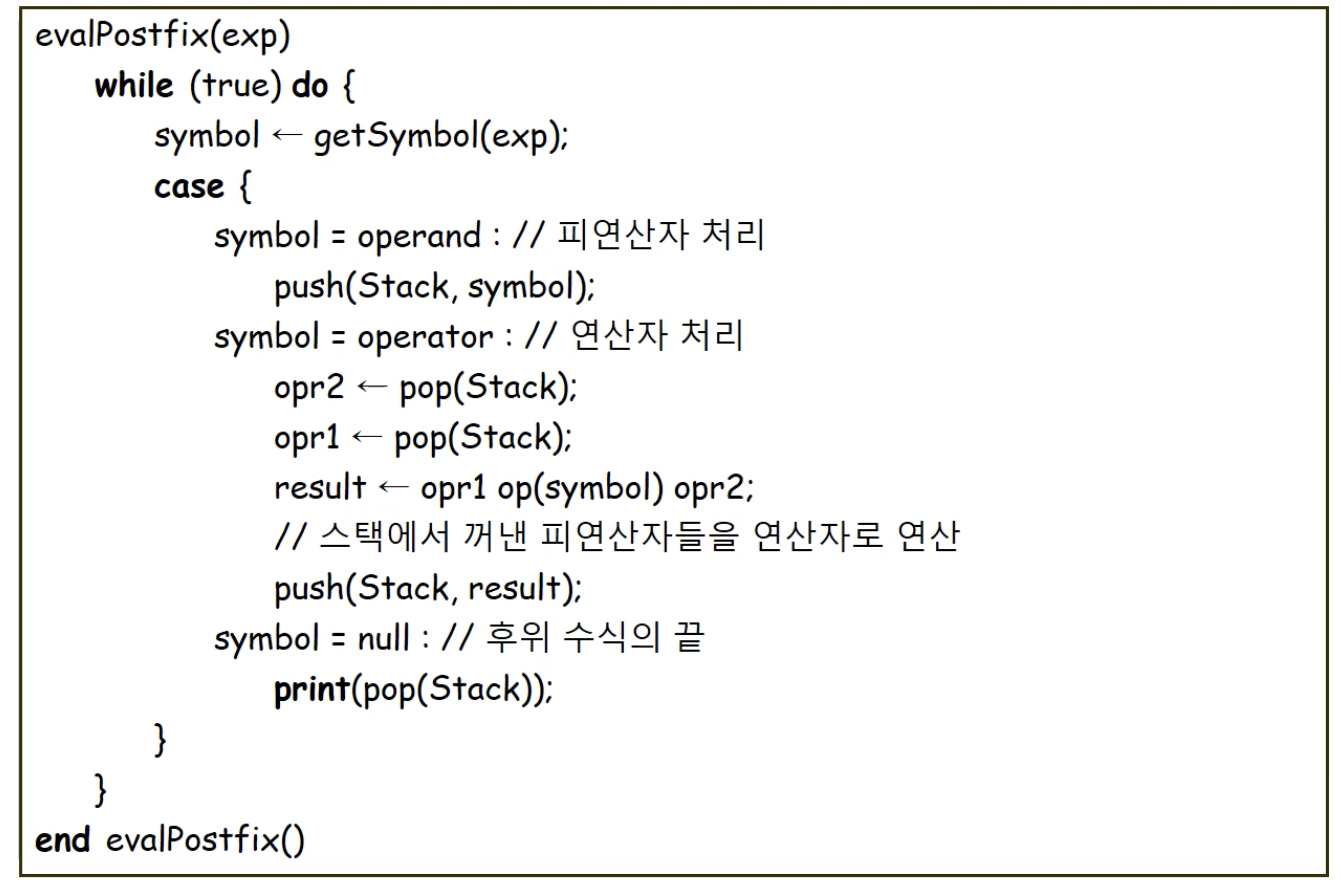 evalPostfix(exp)
while (true) do {
symbol ← getSymbol(exp);
case {
symbol = operand : // 피연산자 처리
push(Stack, symbol);
symbol = operator : // 연산자 처리
opr2 ← pop(Stack);
opr1 ← pop(Stack);
result ← opr1 op(symbol) opr2;
// 스택에서 꺼낸 피연산자들을 연산자로 연산
push(Stack, result);
symbol = null : // 후위 수식의 끝
print(pop(Stack));
}
}
end evalPostfix()